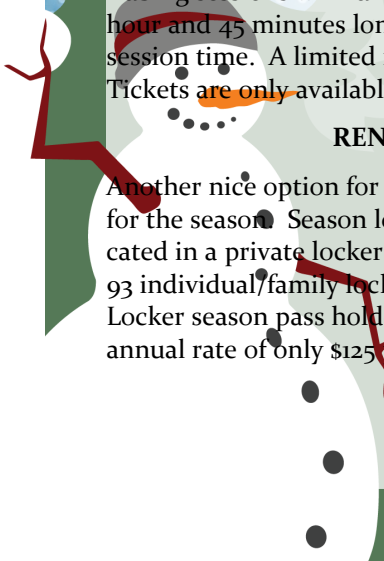 hour and 45 minutes lon
session time. A limited
Tickets are only availabl
REN
Another nice option for
for the season. Season l
cated in a private locker
93 individual/family lock
Locker season pass hold
annual rate of only $125